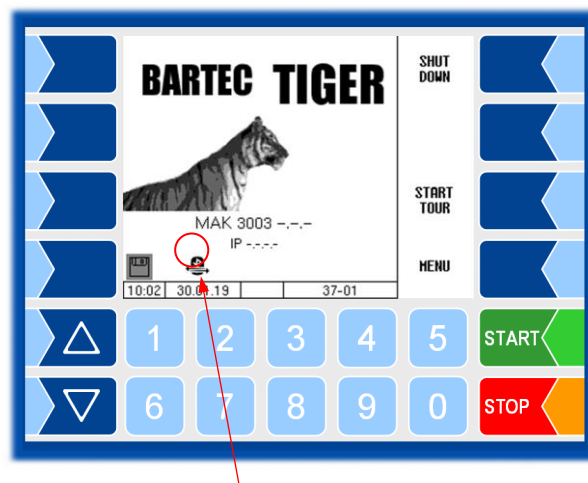 BARTEC TIGER
SHUT
DOWN
START
TOUR
MAK 3003 -.-.-
IP -.-.-.-
MENU
10:02 37-01
1 2 3 4 5 START
6 7 8 9 0 STOP